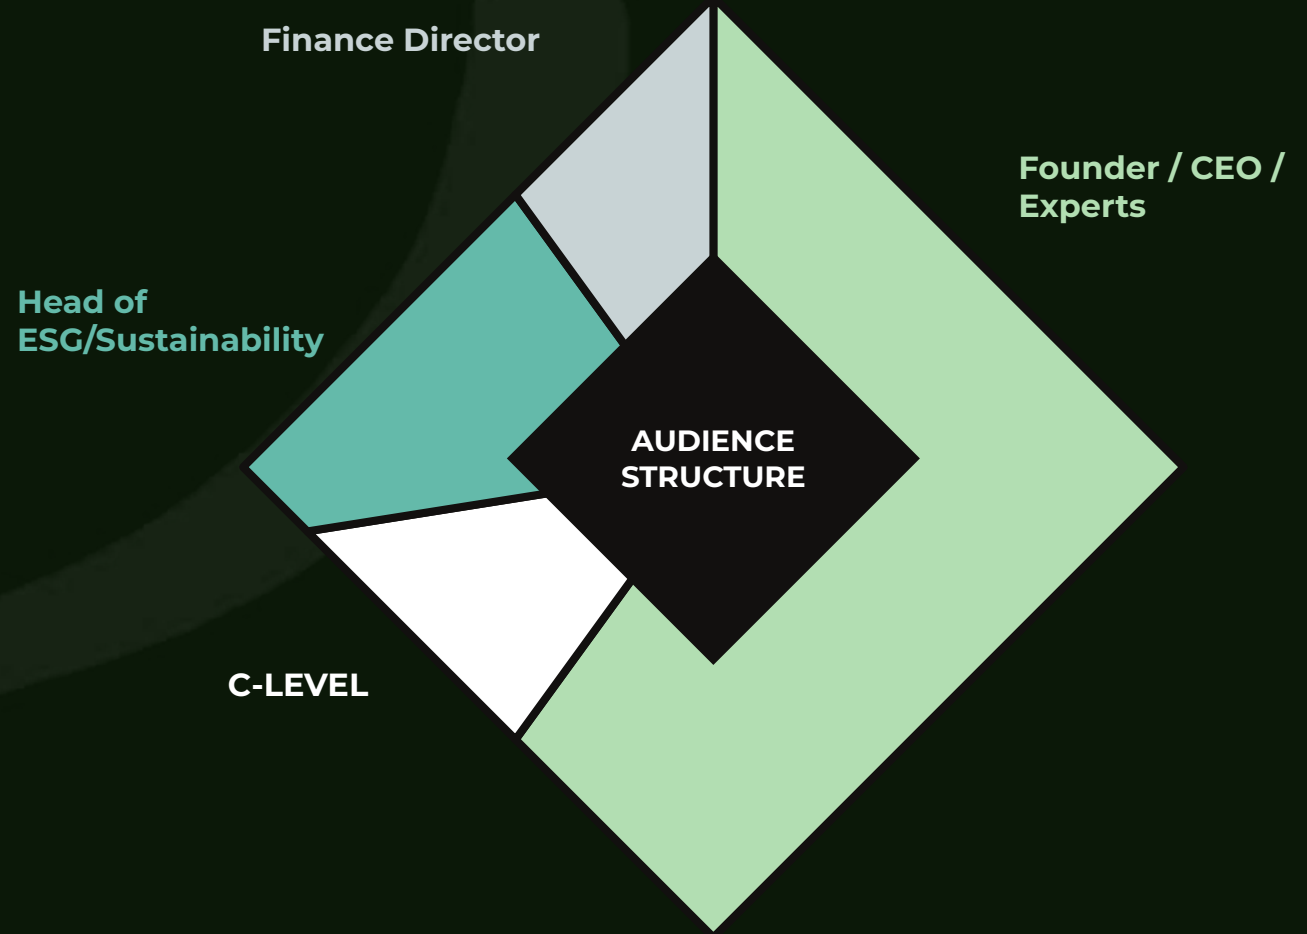 Finance Director
Founder / CEO /
Experts
Head of
ESG/Sustainability
AUDIENCE
STRUCTURE
C-LEVEL